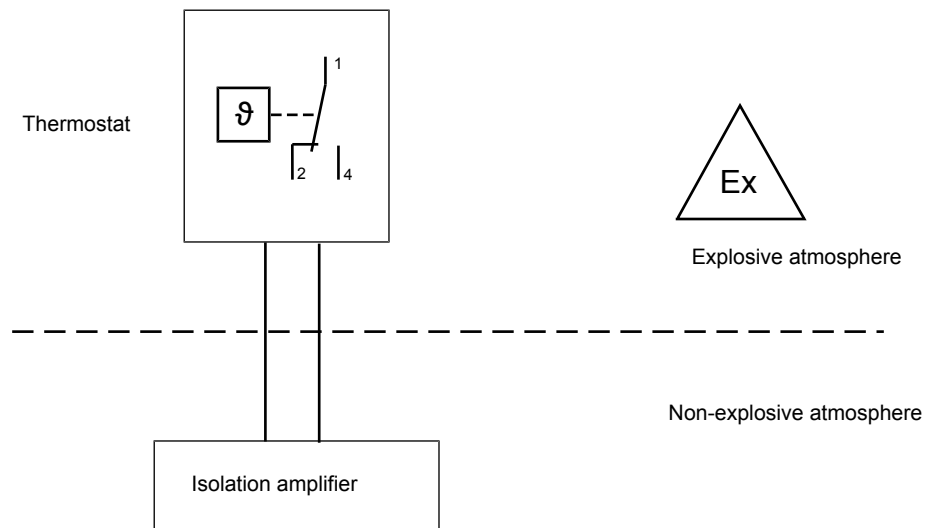 1
Thermostat
ϑ
2
4
Ex
Explosive atmosphere
Non-explosive atmosphere
Isolation amplifier